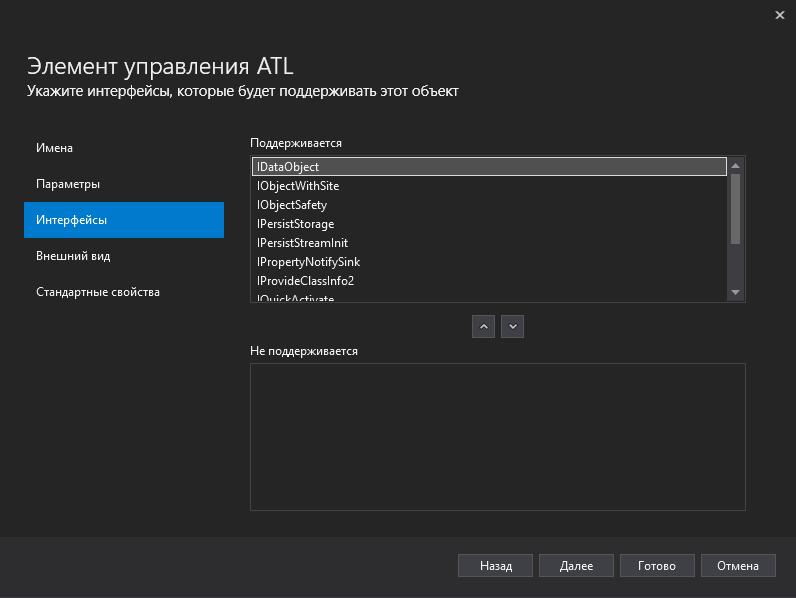 Элемент управления ATL
Укажите интерфейсы, которые будет поддерживать этот объект
Имена
Параметры
Интерфейсы
Внешний вид
Стандартные свойства
Поддерживается
IDataObject
IObjectWithSite
IObjectSafety
IPersistStorage
IPersistStreamInit
IPropertyNotifySink
IProvideClassInfo2
IQuickActivate
Не поддерживается
Назад
Далее
Готово
Отмена